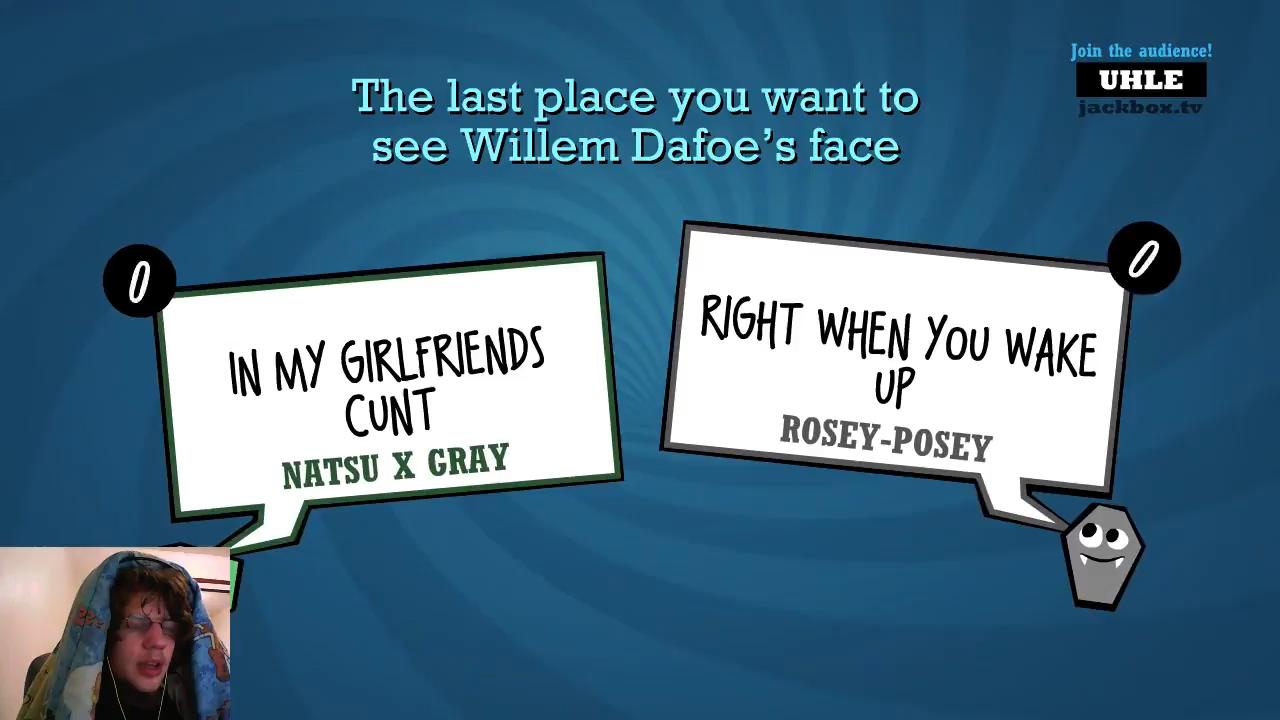 Join the audience!
UHLE
jackbox.tv
The last place you want to
see Willem Dafoe's face
0
IN MY GIRLFRIENDS
CUNT
NATSU X GRAY
0
RIGHT WHEN YOU WAKE
UP
ROSEY-POSEY